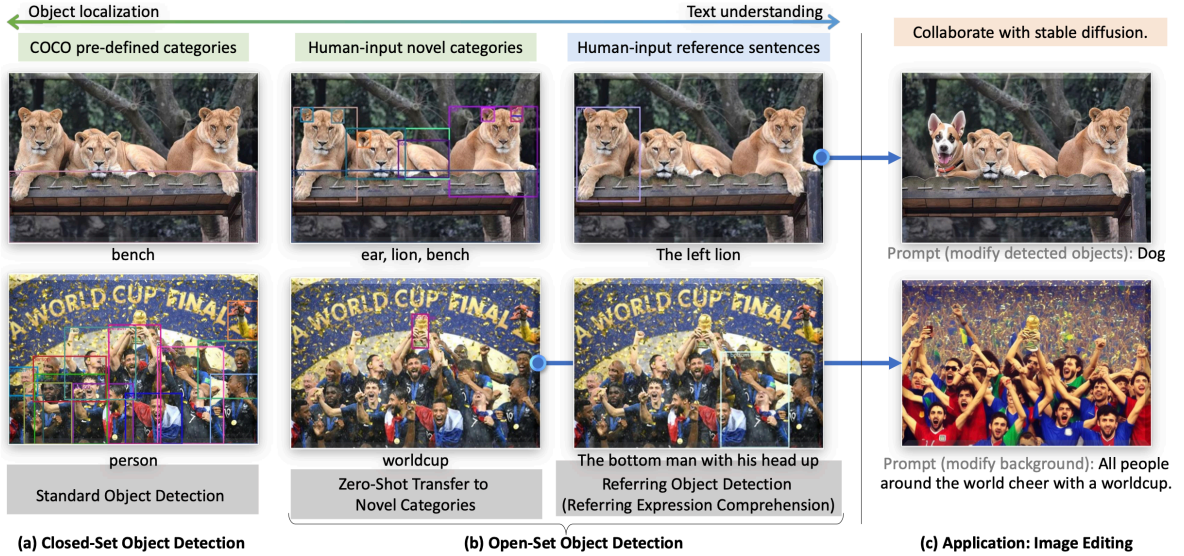 Object localization
Text understanding
COCO pre-defined categories
Human-input novel categories
Human-input reference sentences
Collaborate with stable diffusion.
bench
ear, lion, bench
The left lion
Prompt (modify detected objects): Dog
A WORLD CUP FINAL
A WORLD CUP FINAL
A WORLD CUP FINAL
person
worldcup
The bottom man with his head up
Prompt (modify background): All people
around the world cheer with a worldcup.
Standard Object Detection
Zero-Shot Transfer to
Novel Categories
Referring Object Detection
(Referring Expression Comprehension)
(a) Closed-Set Object Detection
(b) Open-Set Object Detection
(c) Application: Image Editing